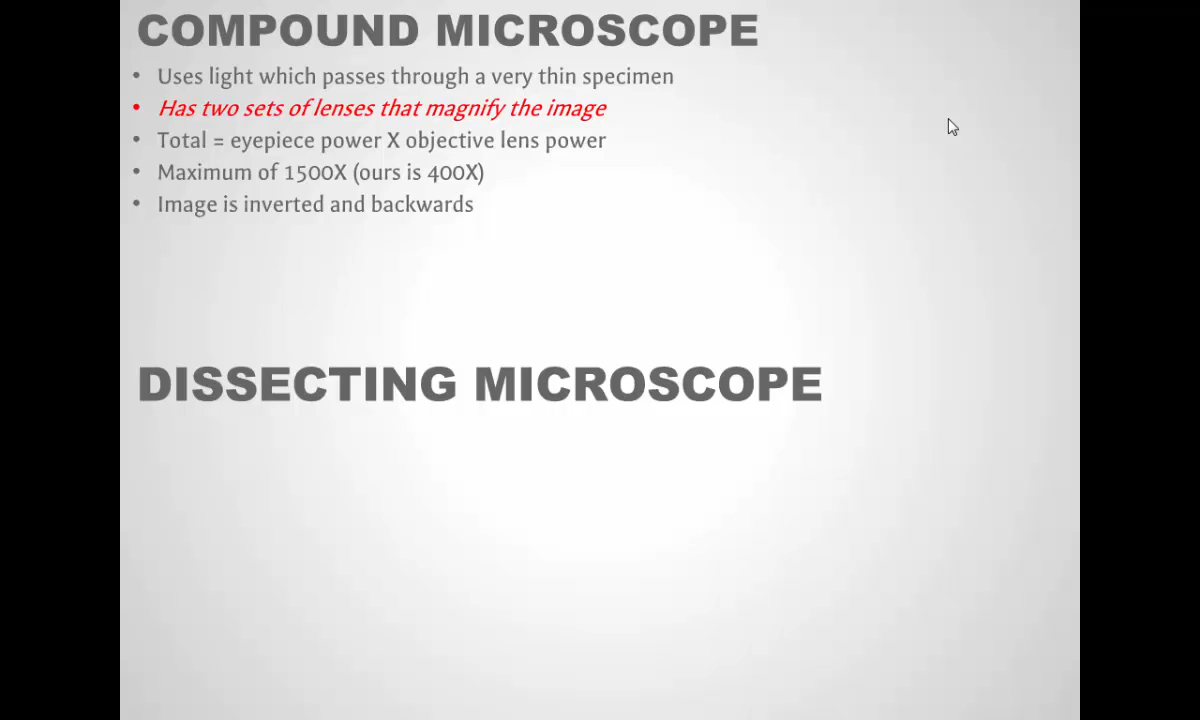 COMPOUND MICROSCOPE
• Uses light which passes through a very thin specimen
• Has two sets of lenses that magnify the image
• Total = eyepiece power X objective lens power
• Maximum of 1500X (ours is 400X)
• Image is inverted and backwards
DISSECTING MICROSCOPE